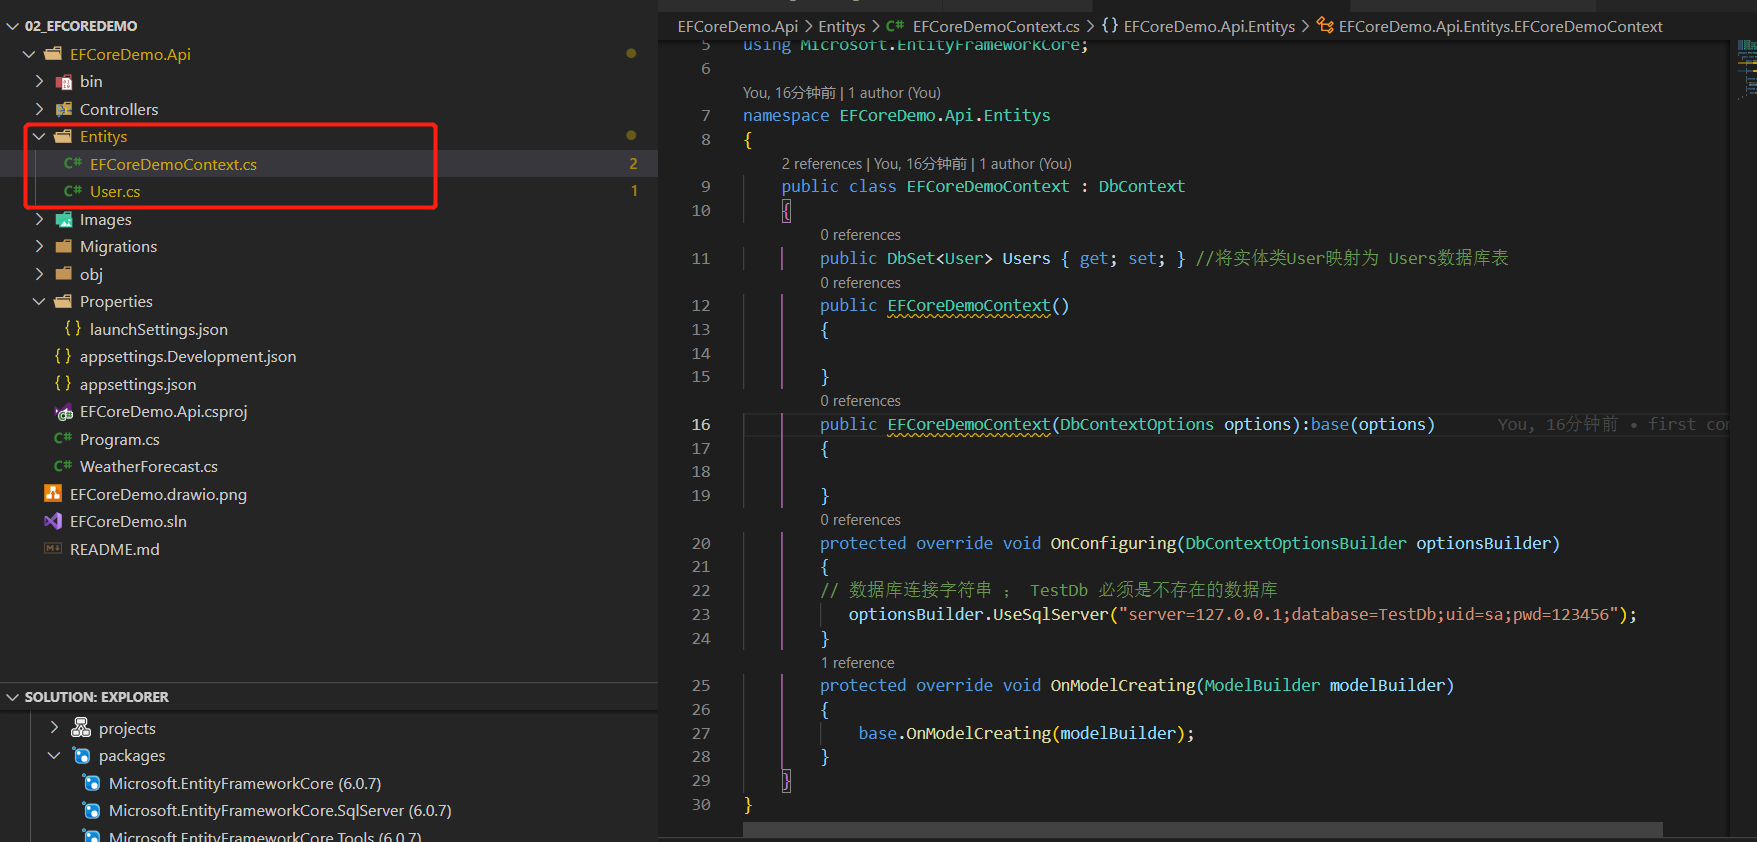 02_EFCOREDEMO
EFCoreDemo.Api
bin
Controllers
Entitys
EFCoreDemoContext.cs 2
User.cs 1
Images
Migrations
obj
Properties
{ } launchSettings.json
{ } appsettings.Development.json
{ } appsettings.json
EFCoreDemo.Api.csproj
C# Program.cs
C# WeatherForecast.cs
EFCoreDemo.drawio.png
EFCoreDemo.sln
README.md
SOLUTION: EXPLORER
projects
packages
Microsoft.EntityFrameworkCore (6.0.7)
Microsoft.EntityFrameworkCore.SqlServer (6.0.7)
Microsoft.EntityFrameworkCore.Tools (6.0.7)
EFCoreDemo.Api > Entitys > C# EFCoreDemoContext.cs > {} EFCoreDemo.Api.Entitys > EFCoreDemo.Api.Entitys.EFCoreDemoContext
5 using Microsoft.EntityFrameworkCore;
6
You, 16分钟前 | 1 author (You)
7 namespace EFCoreDemo.Api.Entitys
8 {
2 references | You, 16分钟前 | 1 author (You)
9 public class EFCoreDemoContext : DbContext
10 {
0 references
11 public DbSet<User> Users { get; set; } //将实体类User映射为 Users数据库表
0 references
12 public EFCoreDemoContext()
13 {
14
15 }
0 references
16 public EFCoreDemoContext(DbContextOptions options):base(options) You, 16分钟前 • first con
17 {
18
19 }
0 references
20 protected override void OnConfiguring(DbContextOptionsBuilder optionsBuilder)
21 {
22 // 数据库连接字符串 ； TestDb 必须是不存在的数据库
23 optionsBuilder.UseSqlServer("server=127.0.0.1;database=TestDb;uid=sa;pwd=123456");
24 }
1 reference
25 protected override void OnModelCreating(ModelBuilder modelBuilder)
26 {
27 base.OnModelCreating(modelBuilder);
28 }
29 }
30 }